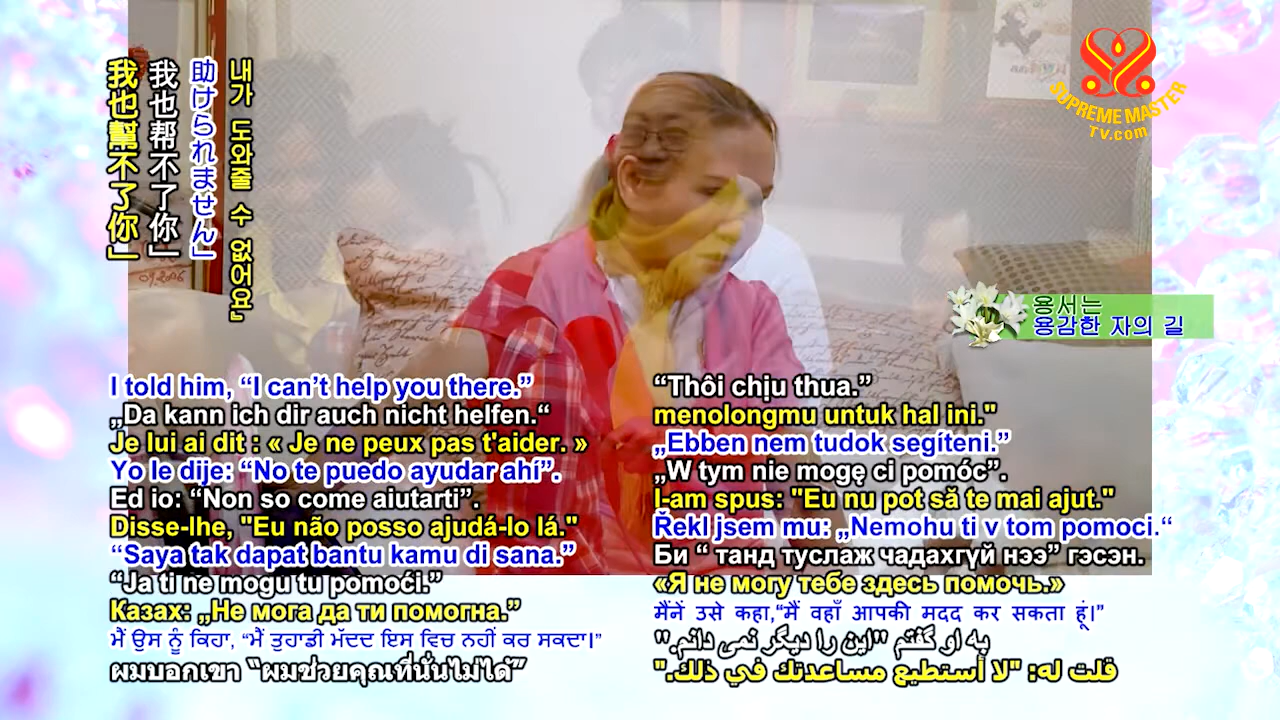 SUPREME MASTER
TV.com
내가 도와줄 수 없어요」
助けられません」
我也帮不了你」
我也幫不了你」
용서는
용감한 자의 길
I told him, “I can’t help you there.”
„Da kann ich dir auch nicht helfen.“
Je lui ai dit : « Je ne peux pas t'aider. »
Yo le dije: “No te puedo ayudar ahí”.
Ed io: “Non so come aiutarti”.
Disse-lhe, "Eu não posso ajudá-lo lá."
“Saya tak dapat bantu kamu di sana.”
“Ja ti ne mogu tu pomoći.”
Казах: „Не мога да ти помогна.”
ਮੈਂ ਉਸ ਨੂੰ ਕਿਹਾ, “ਮੈਂ ਤੁਹਾਡੀ ਮੱਦਦ ਇਸ ਵਿਚ ਨਹੀਂ ਕਰ ਸਕਦਾ।”
ผมบอกเขา “ผมช่วยคุณที่นั่นไม่ได้”
“Thôi chịu thua.”
menolongmu untuk hal ini."
„Ebben nem tudok segíteni.”
„W tym nie mogę ci pomóc”.
I-am spus: "Eu nu pot să te mai ajut."
Řekl jsem mu: „Nemohu ti v tom pomoci.“
Би “ танд туслаж чадахгүй нээ” гэсэн.
«Я не могу тебе здесь помочь.»
मैंनें उसे कहा,“मैं वहाँ आपकी मदद कर सकता हूं।”
به او گفتم "این را دیگر نمی دانم."
قلت له: "لا أستطيع مساعدتك في ذلك."